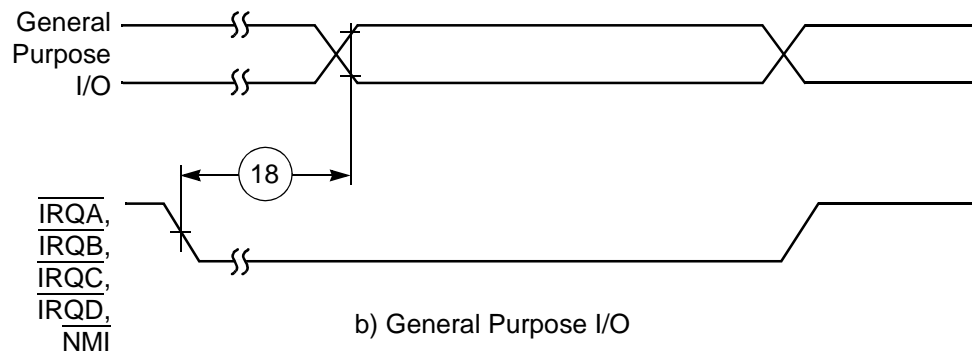 General
Purpose
I/O
18
IRQA,
IRQB,
IRQC,
IRQD,
NMI
b) General Purpose I/O